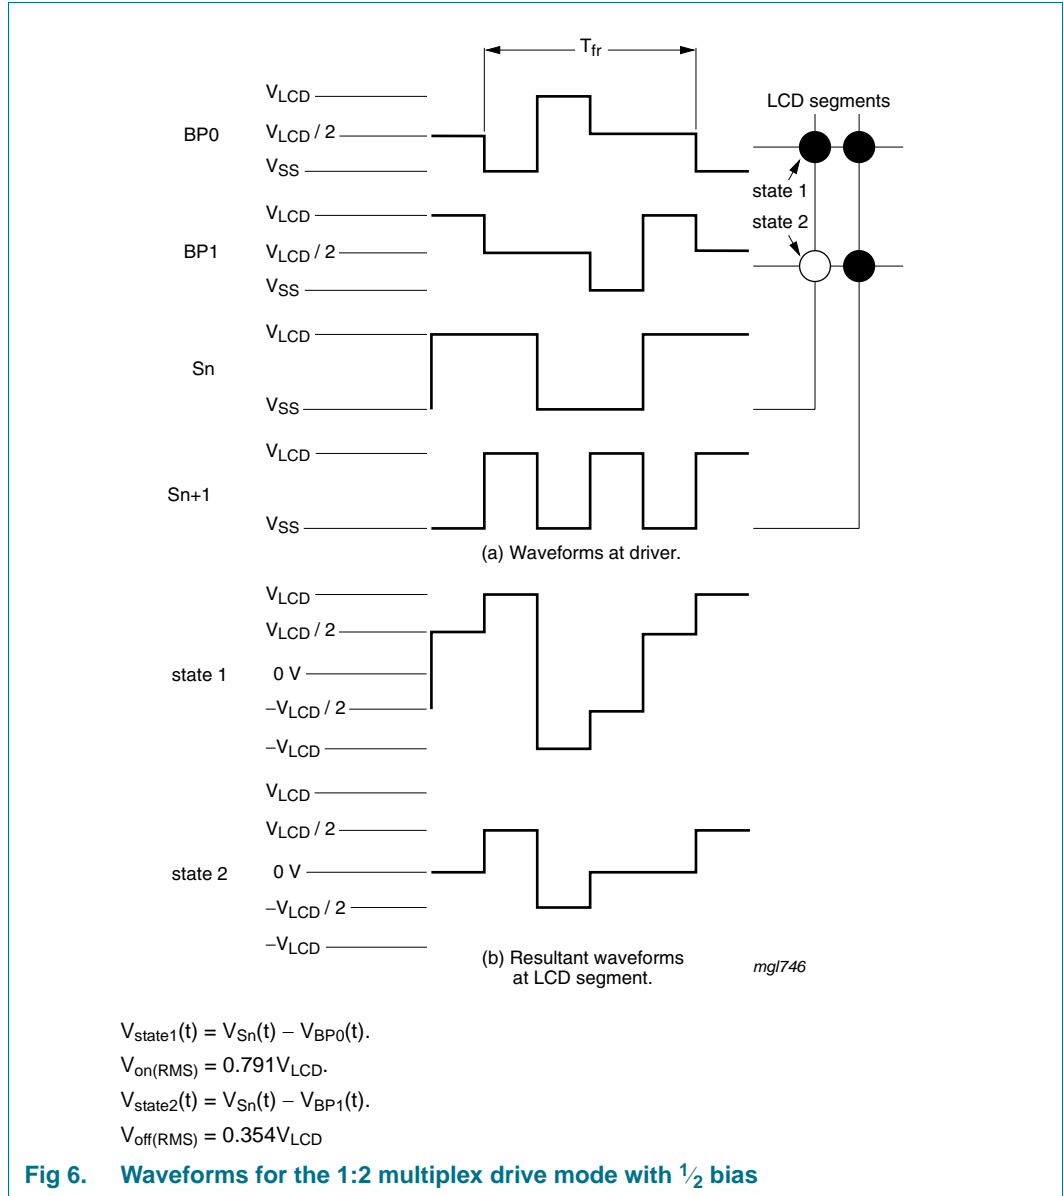 T_fr
V_LCD
LCD segments
BP0
V_LCD / 2
V_SS
state 1
V_LCD
state 2
BP1
V_LCD / 2
V_SS
V_LCD
Sn
V_SS
V_LCD
Sn+1
V_SS
(a) Waveforms at driver.
V_LCD
V_LCD / 2
state 1
0 V
−V_LCD / 2
−V_LCD
V_LCD
V_LCD / 2
state 2
0 V
−V_LCD / 2
−V_LCD
(b) Resultant waveforms
at LCD segment.
mgl746
V_state1(t) = V_Sn(t) − V_BP0(t).
V_on(RMS) = 0.791V_LCD.
V_state2(t) = V_Sn(t) − V_BP1(t).
V_off(RMS) = 0.354V_LCD
Fig 6. Waveforms for the 1:2 multiplex drive mode with 1⁄2 bias